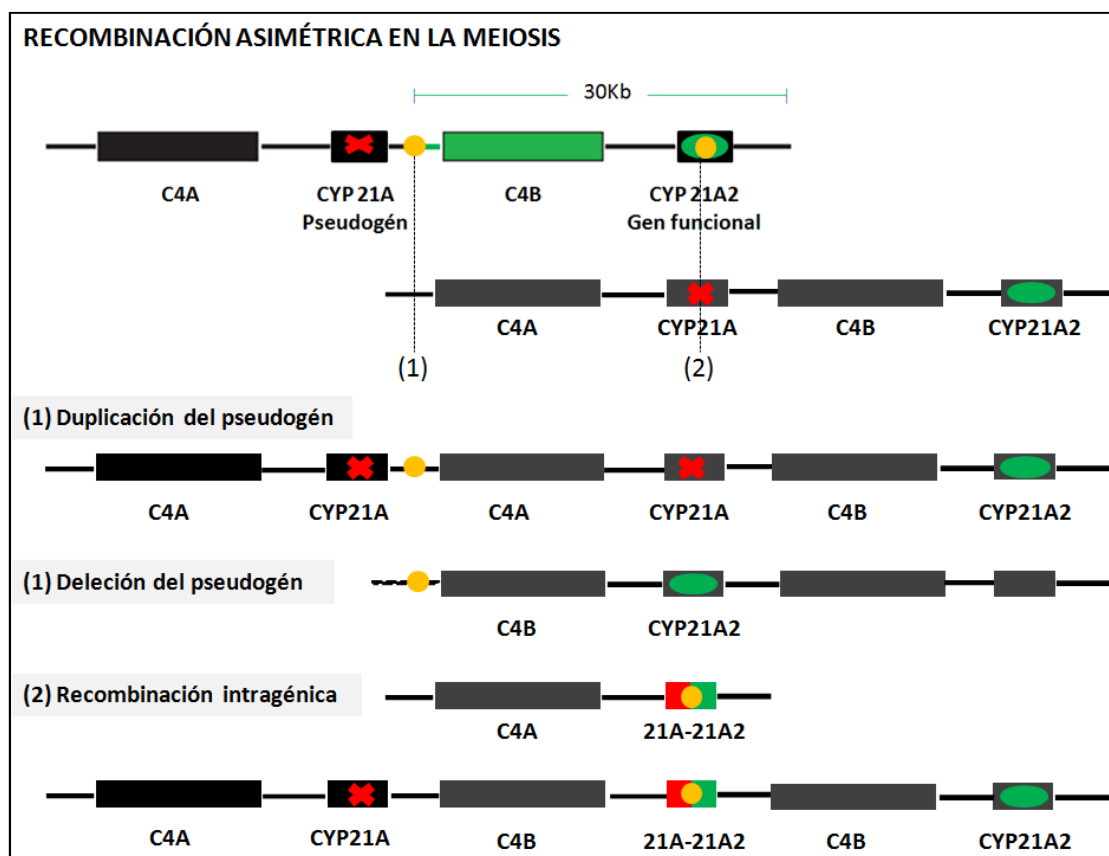 RECOMBINACIÓN ASIMÉTRICA EN LA MEIOSIS
30Kb
C4A CYP 21A C4B CYP 21A2
Pseudogén Gen funcional
C4A CYP21A C4B CYP21A2
(1) (2)
(1) Duplicación del pseudogén
C4A CYP21A C4A CYP21A C4B CYP21A2
(1) Deleción del pseudogén
C4B CYP21A2
(2) Recombinación intragénica
C4A 21A-21A2
C4A CYP21A C4B 21A-21A2 C4B CYP21A2